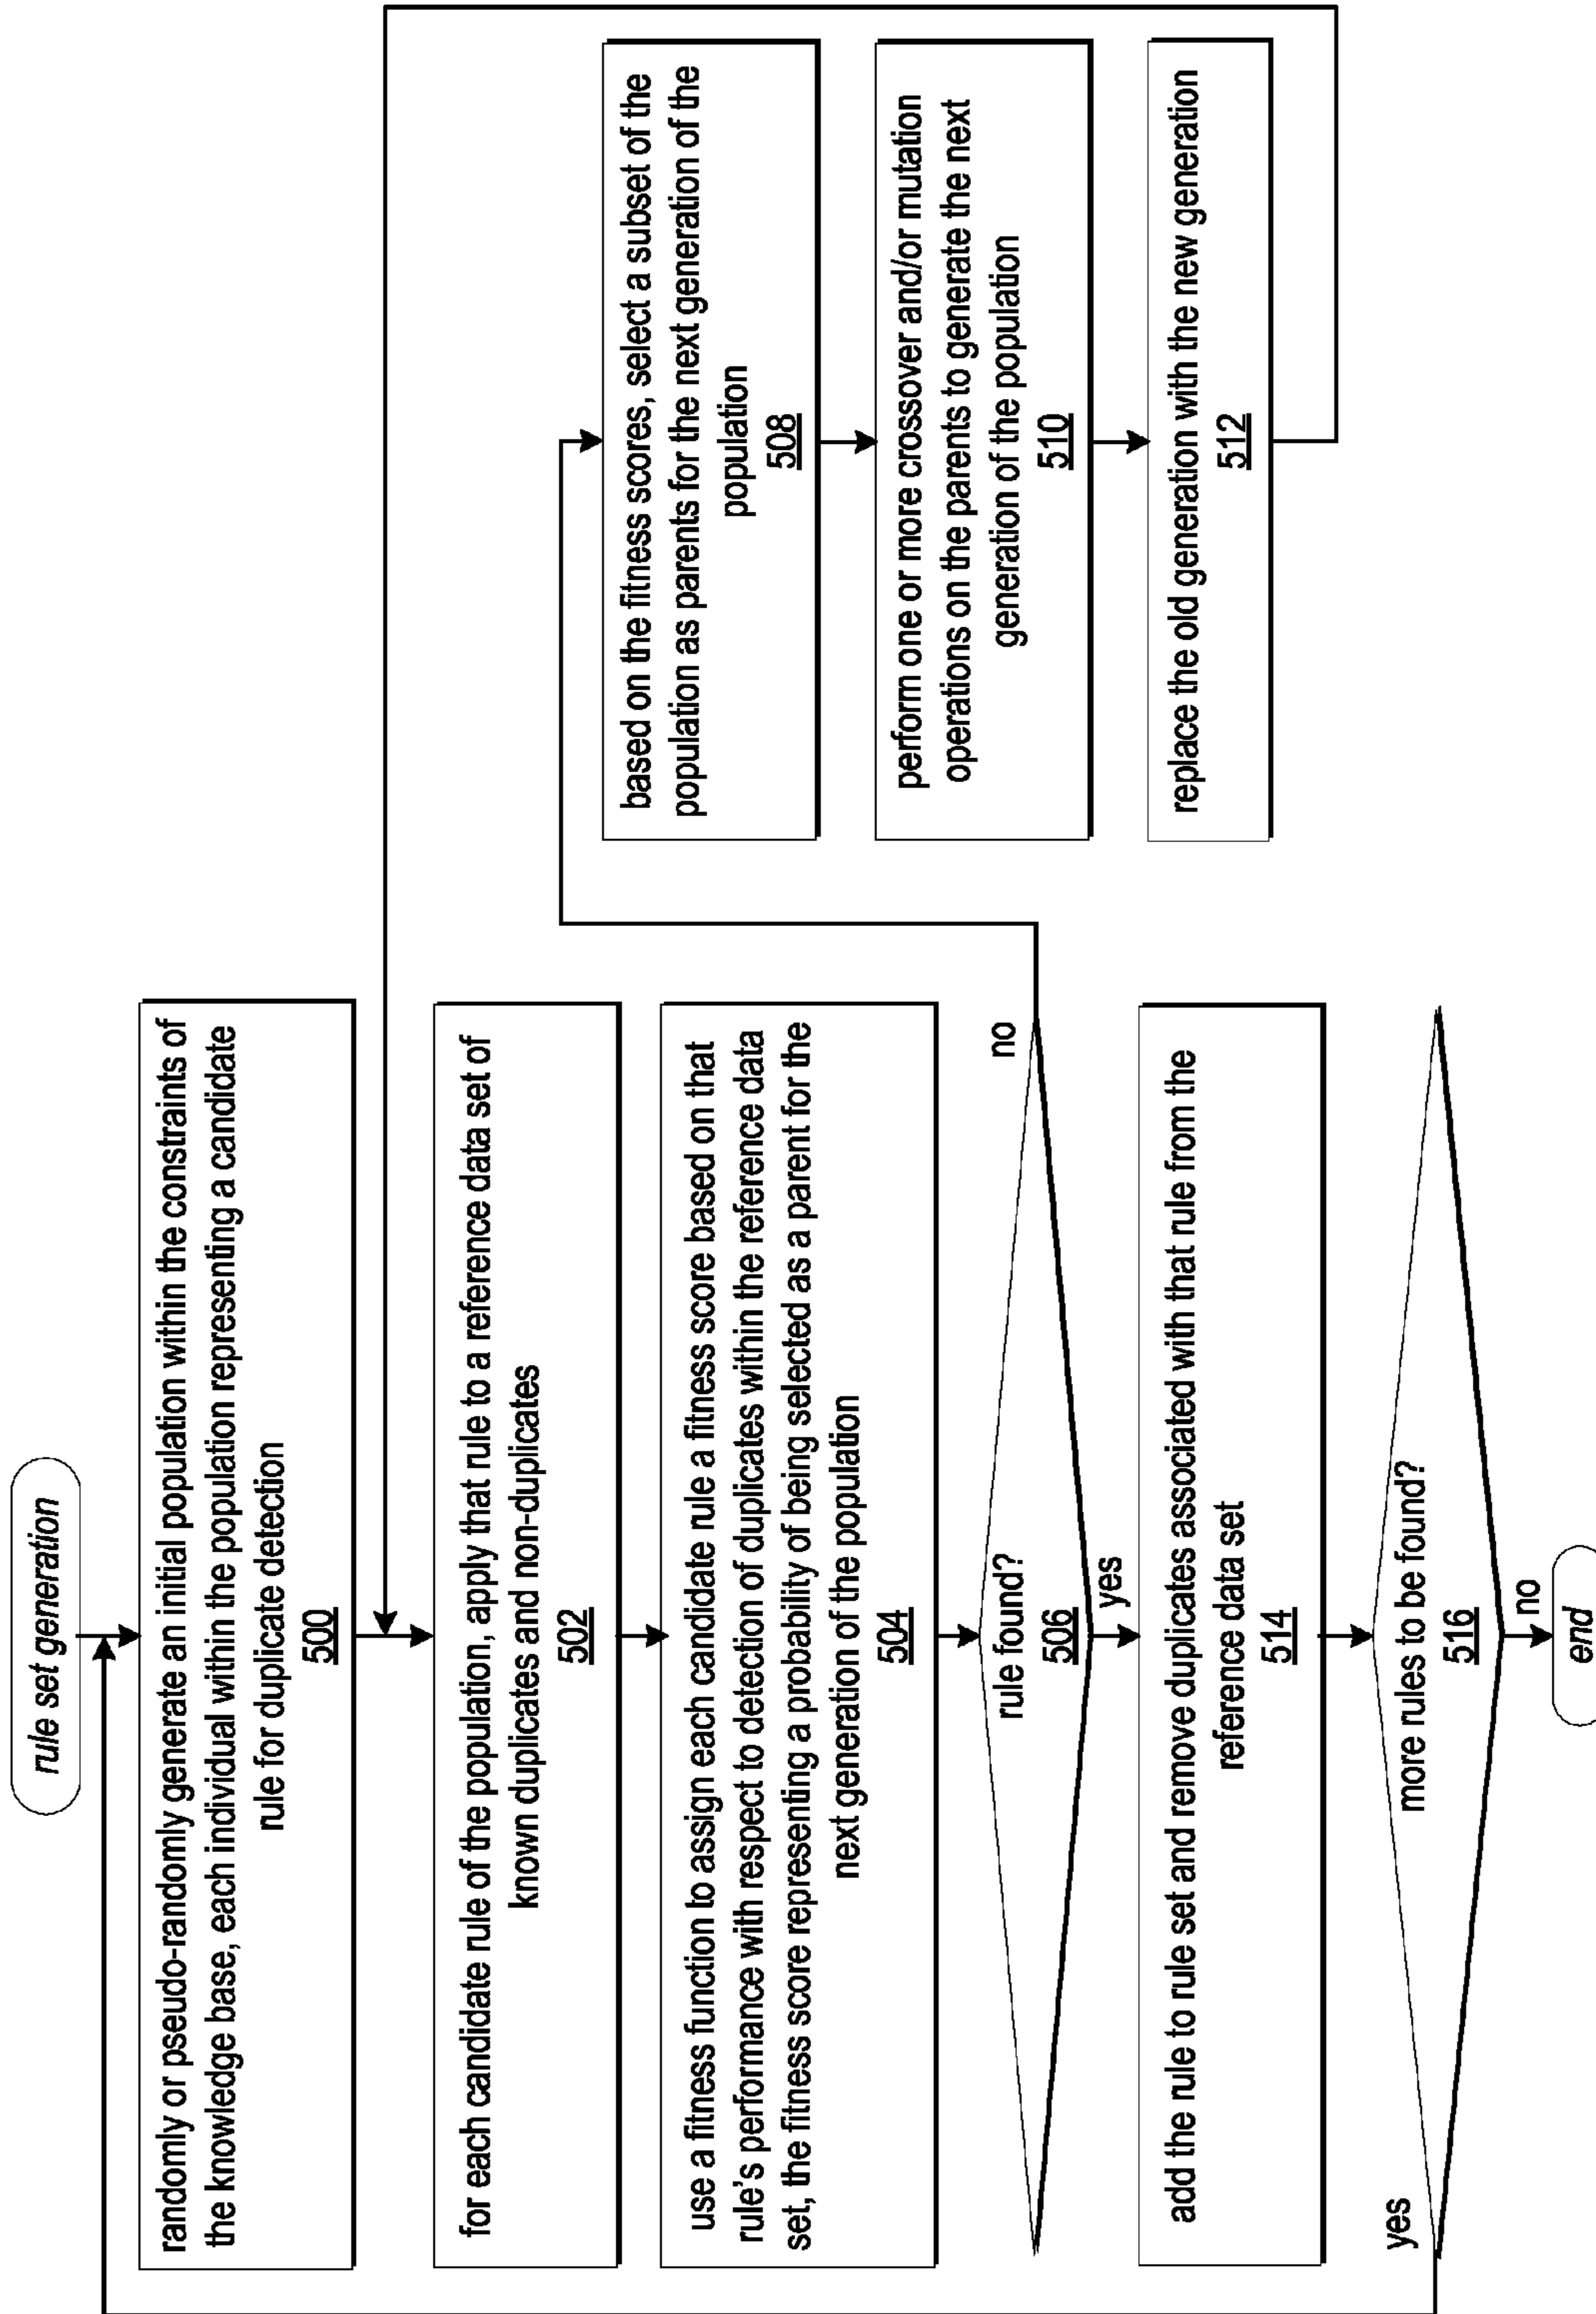 rule set generation
randomly or pseudo-randomly generate an initial population within the constraints of
the knowledge base, each individual within the population representing a candidate
rule for duplicate detection
500
for each candidate rule of the population, apply that rule to a reference data set of
known duplicates and non-duplicates
502
use a fitness function to assign each candidate rule a fitness score based on that
rule's performance with respect to detection of duplicates within the reference data
set, the fitness score representing a probability of being selected as a parent for the
next generation of the population
504
rule found?
506
no
yes
based on the fitness scores, select a subset of the
population as parents for the next generation of the
population
508
perform one or more crossover and/or mutation
operations on the parents to generate the next
generation of the population
510
replace the old generation with the new generation
512
add the rule to rule set and remove duplicates associated with that rule from the
reference data set
514
more rules to be found?
516
yes
no
end